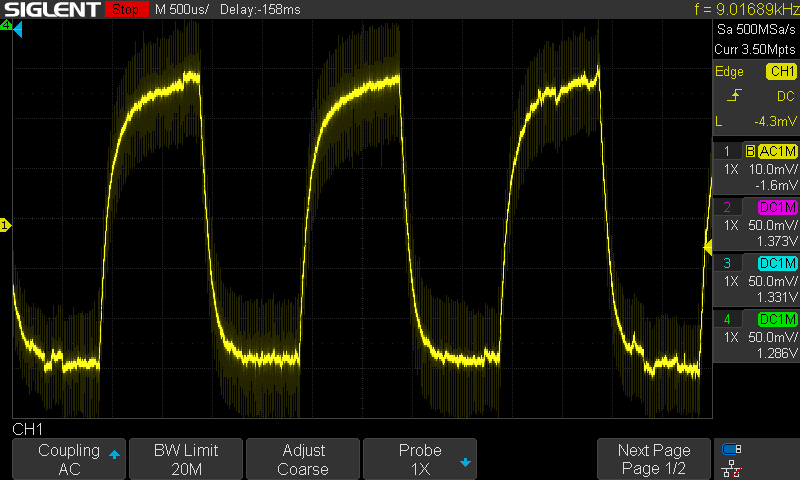 SIGLENT Stop M 500us/ Delay:-158ms f = 9.01689kHz
Sa 500MSa/s
Curr 3.50Mpts
Edge CH1
DC
L -4.3mV
1 B AC1M
1X 10.0mV/
-1.6mV
2 DC1M
1X 50.0mV/
1.373V
3 DC1M
1X 50.0mV/
1.331V
4 DC1M
1X 50.0mV/
1.286V
4
1
CH1
Coupling BW Limit Adjust Probe Next Page
AC 20M Coarse 1X Page 1/2